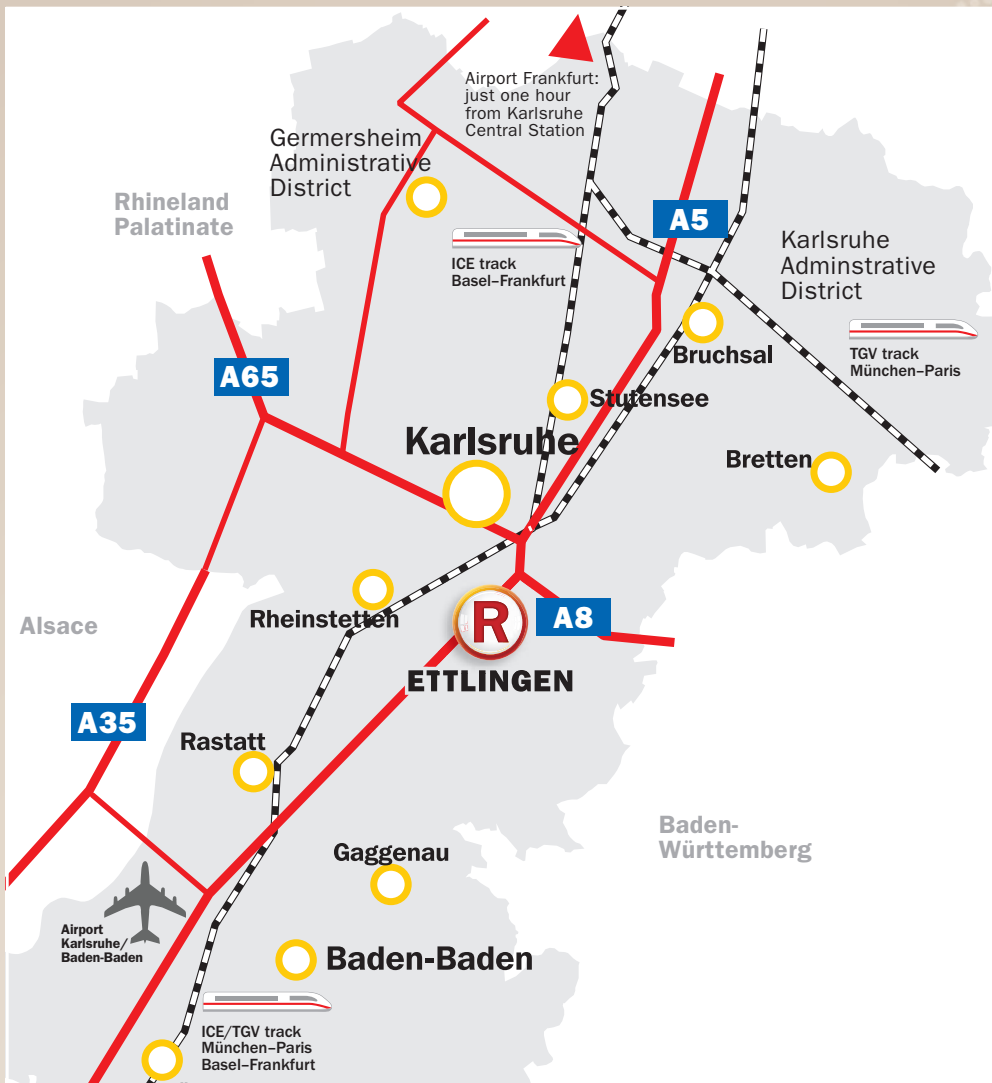 Airport Frankfurt:
just one hour
from Karlsruhe
Central Station
Germersheim
Administrative
District
Rhineland
Palatinate
A5
ICE track
Basel–Frankfurt
Karlsruhe
Adminstrative
District
TGV track
München–Paris
Bruchsal
A65
Stutensee
Karlsruhe
Bretten
Rheinstetten
Alsace
R
A8
ETTLINGEN
A35
Rastatt
Baden-
Württemberg
Gaggenau
Airport
Karlsruhe/
Baden-Baden
Baden-Baden
ICE/TGV track
München–Paris
Basel–Frankfurt